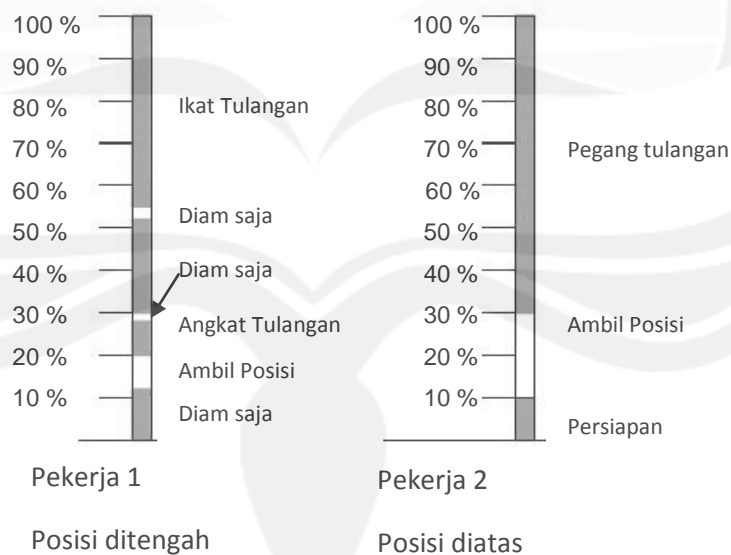 100 %
90 %
80 %
Ikat Tulangan
70 %
60 %
50 %
Diam saja
40 %
Diam saja
30 %
Angkat Tulangan
20 %
Ambil Posisi
10 %
Diam saja
Pekerja 1
Posisi ditengah
100 %
90 %
80 %
70 %
Pegang tulangan
60 %
50 %
40 %
30 %
Ambil Posisi
20 %
10 %
Persiapan
Pekerja 2
Posisi diatas